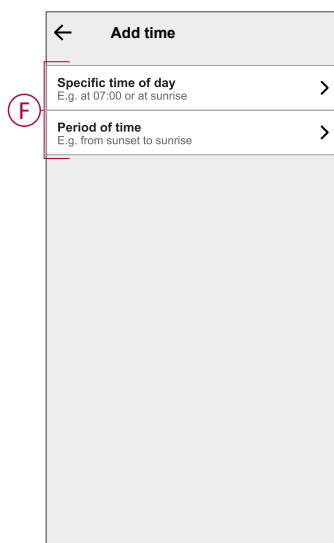 Add time
Specific time of day
E.g. at 07:00 or at sunrise
F
Period of time
E.g. from sunset to sunrise